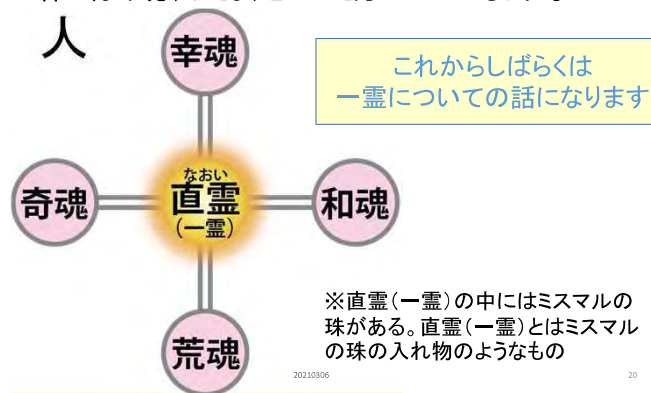 人
幸魂
これからしばらくは
一霊についての話になります
奇魂
なおい
直霊
(一霊)
和魂
荒魂
※直霊(一霊)の中にはミスマルの
珠がある。直霊(一霊)とはミスマル
の珠の入れ物のようなもの
20210306
20